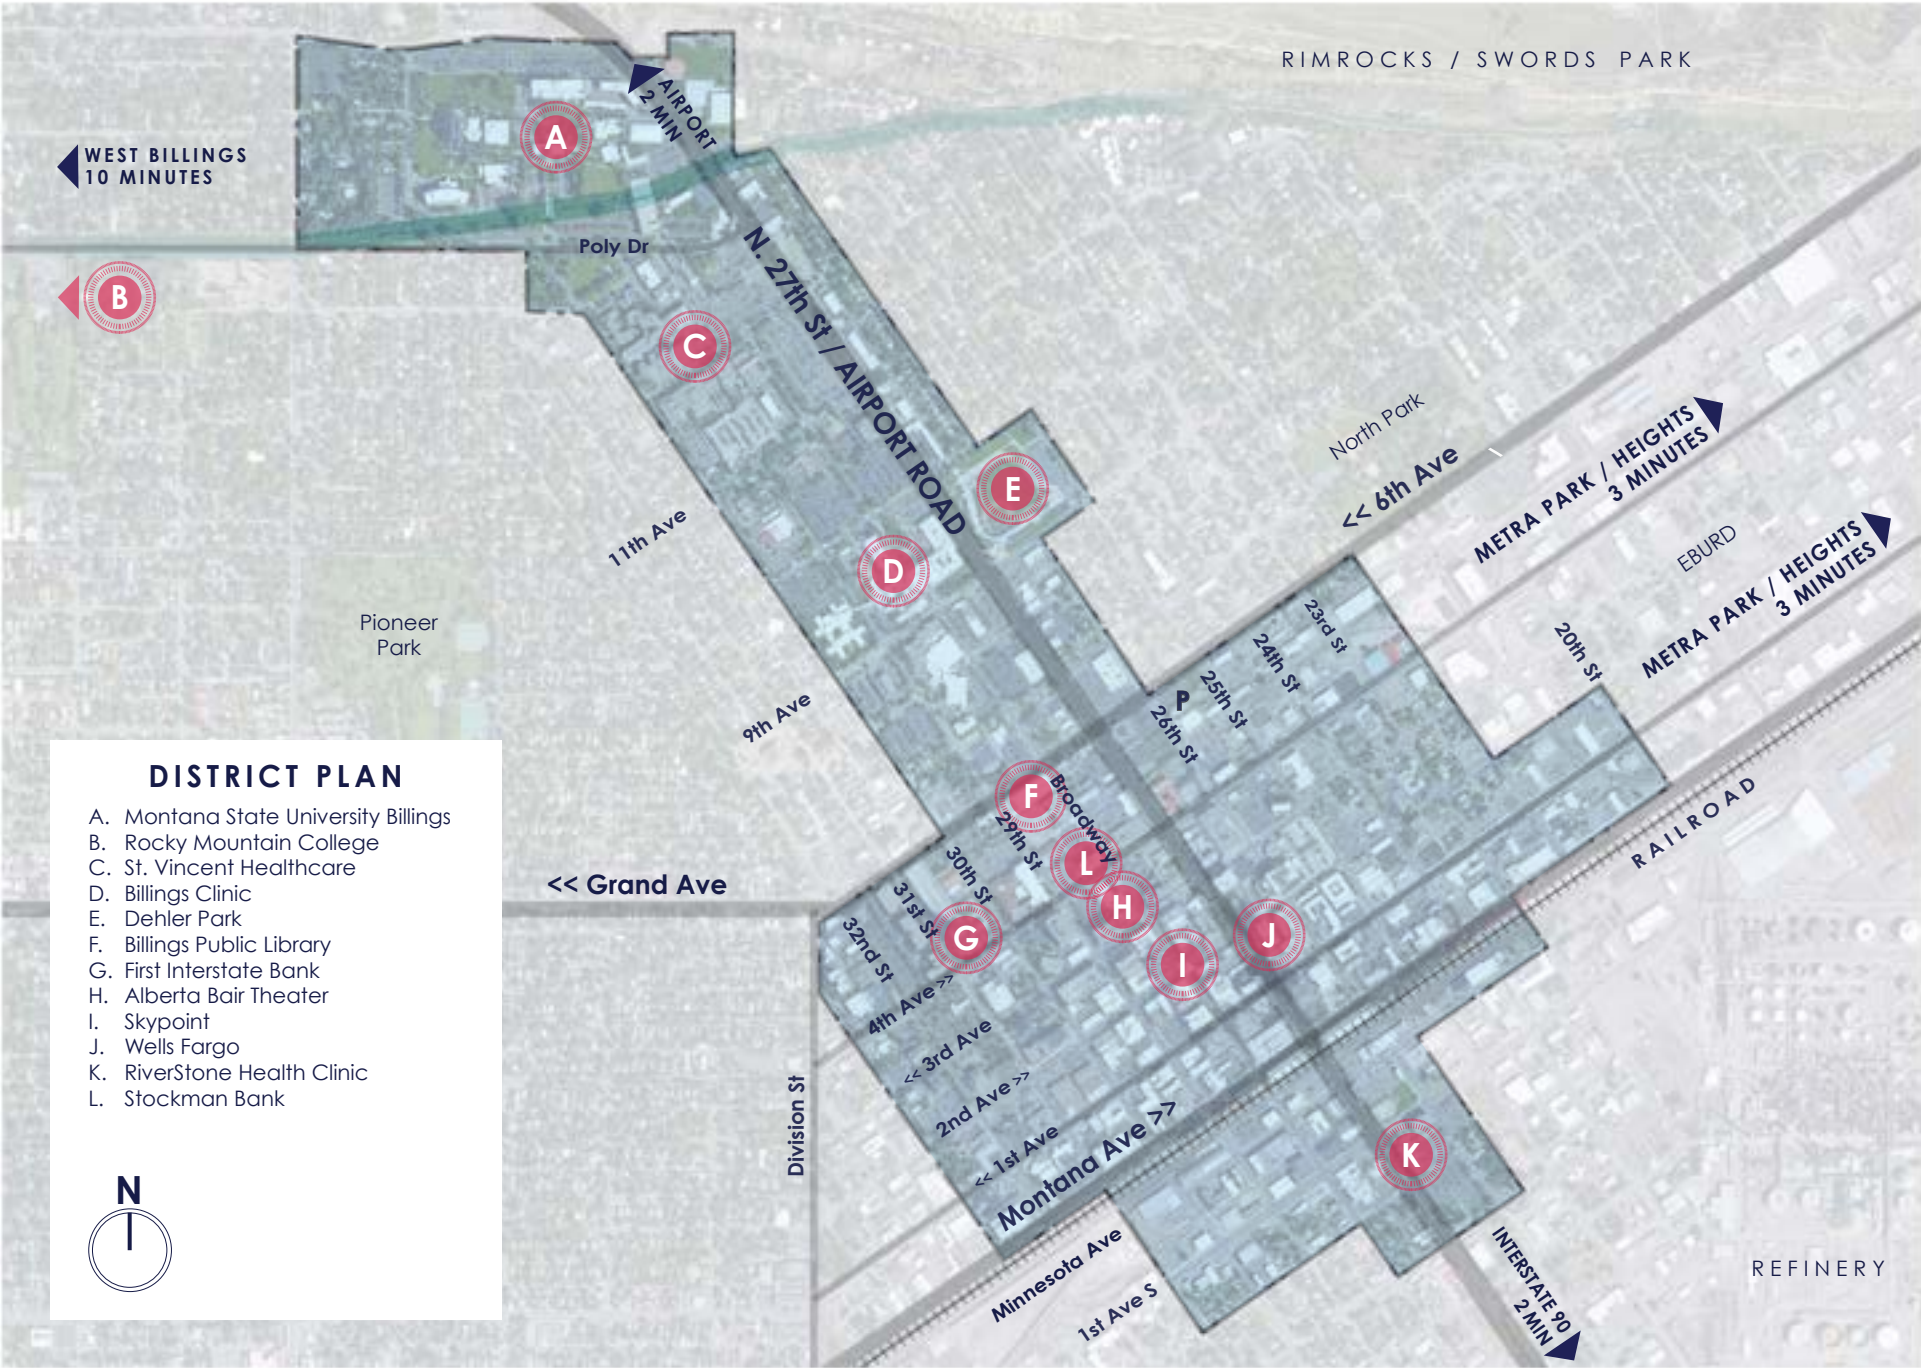 RIMROCKS / SWORDS PARK
AIRPORT
2 MIN
A
WEST BILLINGS
10 MINUTES
Poly Dr
B
N. 27th St / AIRPORT ROAD
C
North Park
<< 6th Ave
METRA PARK / HEIGHTS
3 MINUTES
E
11th Ave
D
EBURD
METRA PARK / HEIGHTS
3 MINUTES
Pioneer
Park
23rd St
24th St
25th St
P
26th St
20th St
9th Ave
F
Broadway
29th St
L
30th St
H
31st St
G
32nd St
I
J
<< Grand Ave
RAILROAD
4th Ave >>
<< 3rd Ave
2nd Ave >>
<< 1st Ave
Montana Ave >>
Division St
K
Minnesota Ave
1st Ave S
INTERSTATE 90
2 MIN
REFINERY
DISTRICT PLAN
A. Montana State University Billings
B. Rocky Mountain College
C. St. Vincent Healthcare
D. Billings Clinic
E. Dehler Park
F. Billings Public Library
G. First Interstate Bank
H. Alberta Bair Theater
I. Skypoint
J. Wells Fargo
K. RiverStone Health Clinic
L. Stockman Bank
N